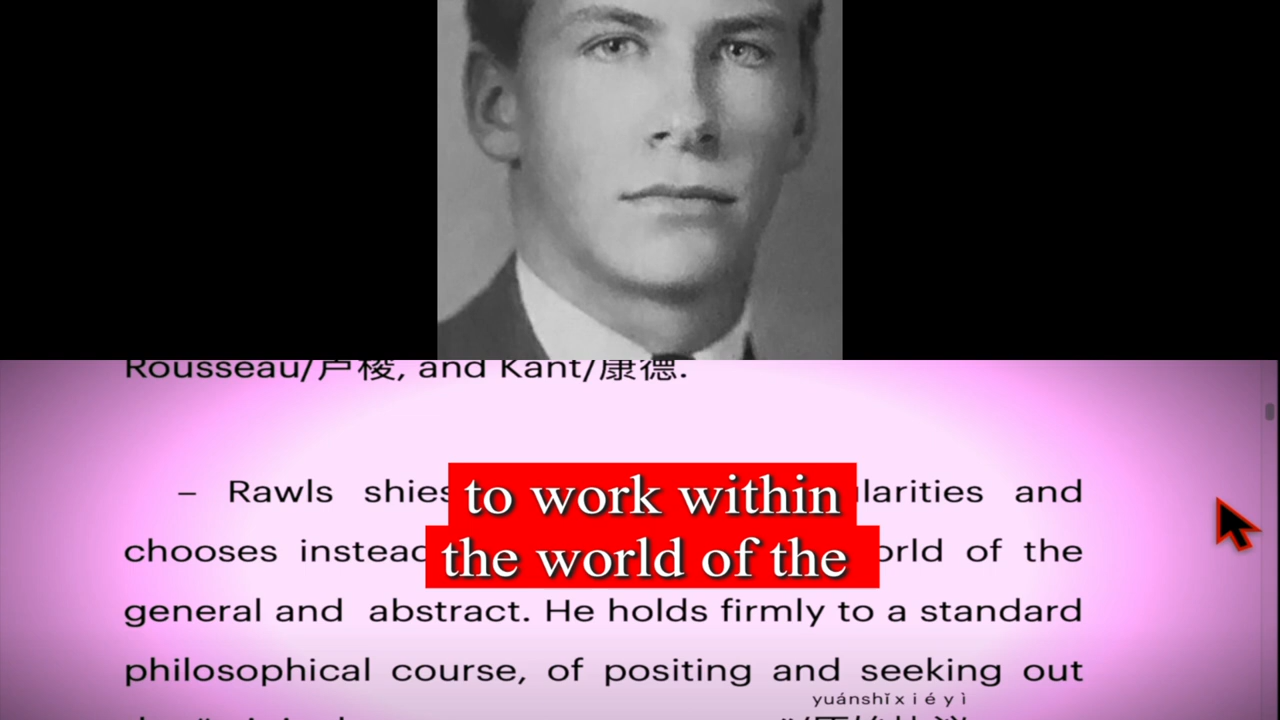 Rousseau/卢梭, and Kant/康德.
– Rawls shies
to work within
larities and
chooses instead
the world of the
orld of the
general and abstract. He holds firmly to a standard
philosophical course, of positing and seeking out
yuánshǐxiéyì